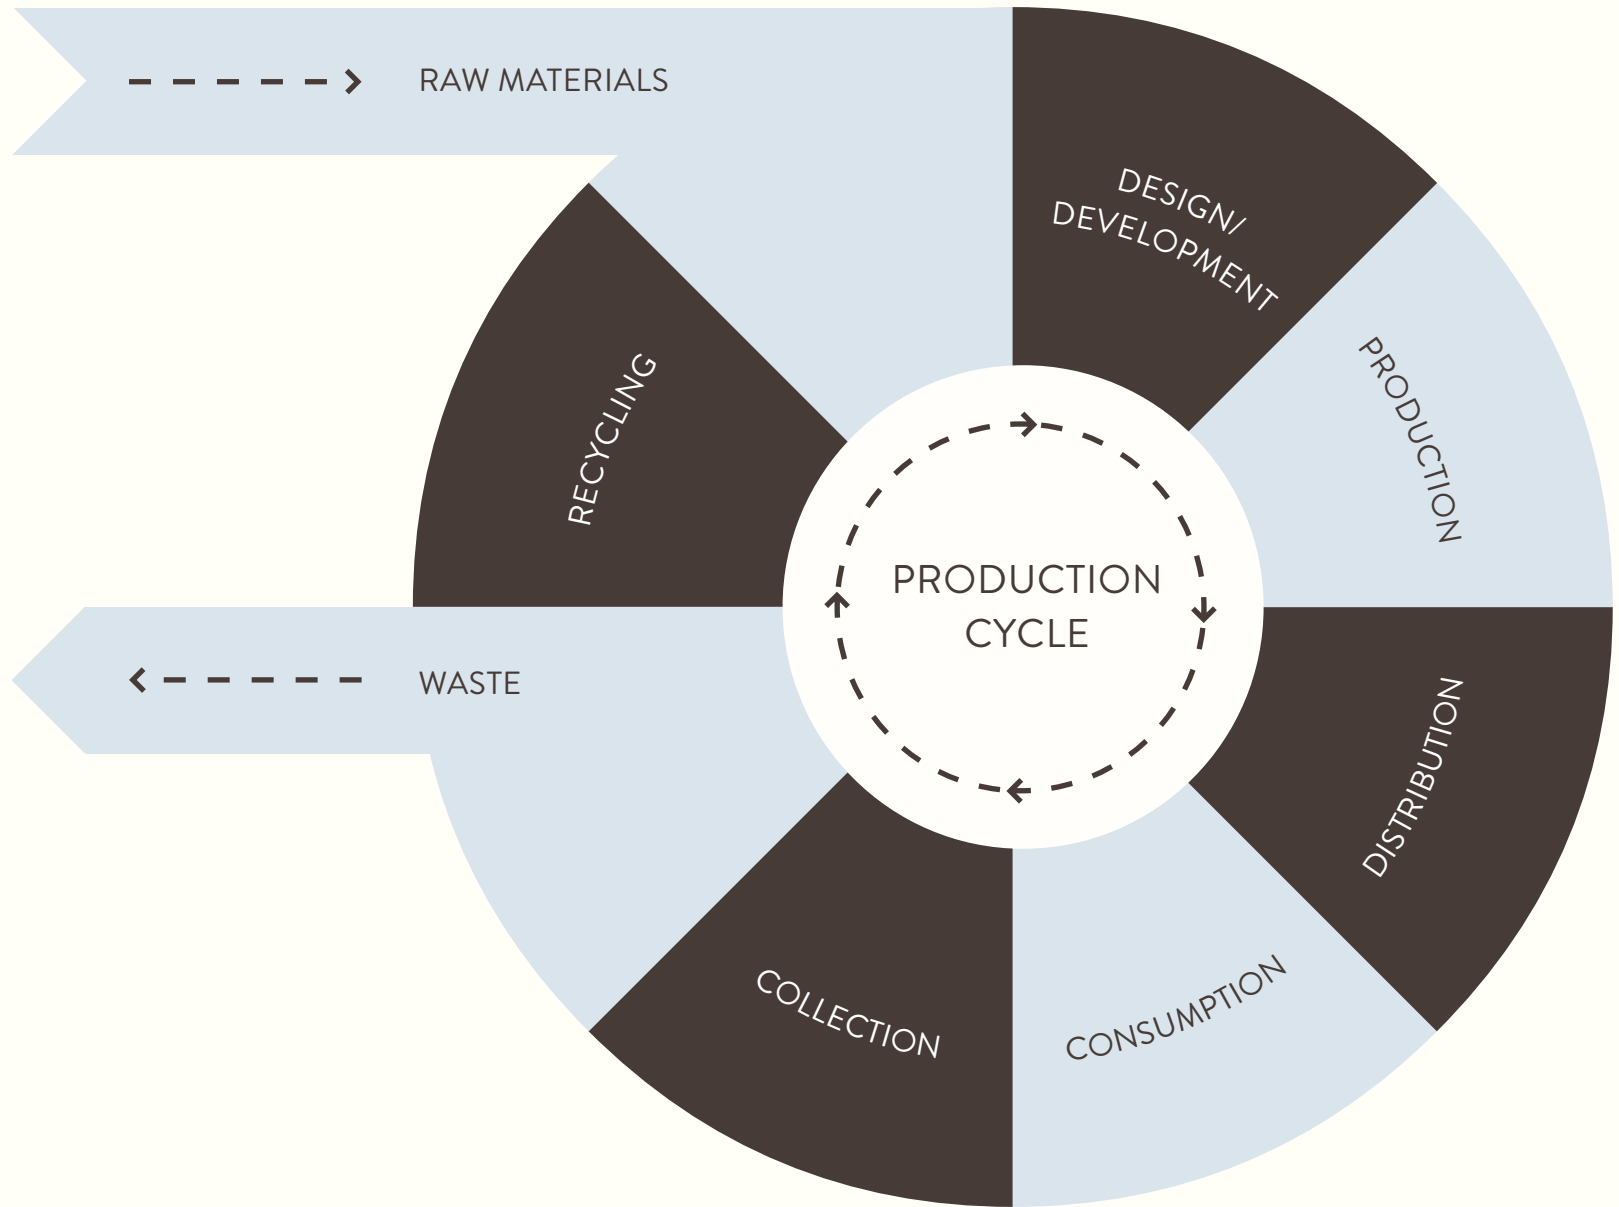 RAW MATERIALS
DESIGN/
DEVELOPMENT
PRODUCTION
DISTRIBUTION
CONSUMPTION
COLLECTION
WASTE
RECYCLING
PRODUCTION
CYCLE